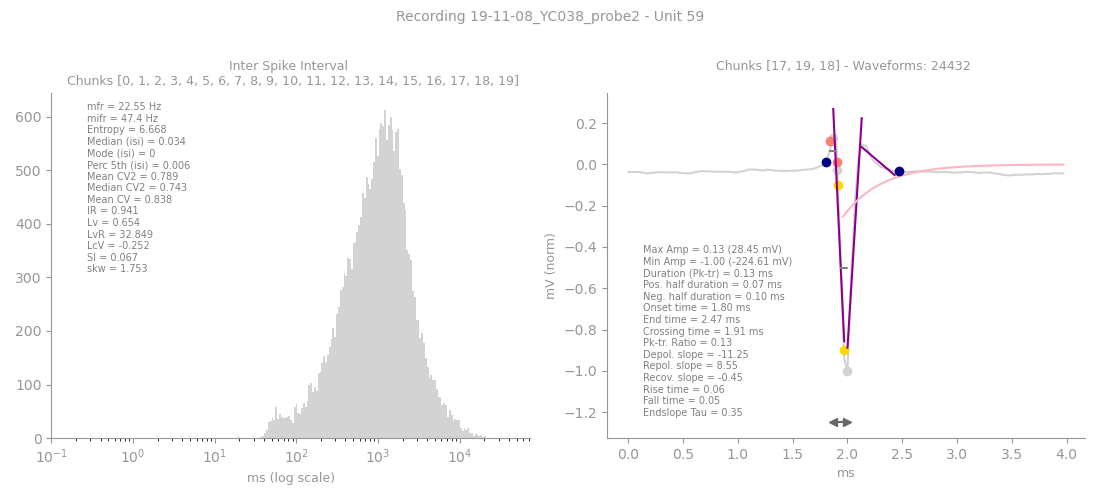 Recording 19-11-08_YC038_probe2 - Unit 59
Inter Spike Interval
Chunks [0, 1, 2, 3, 4, 5, 6, 7, 8, 9, 10, 11, 12, 13, 14, 15, 16, 17, 18, 19]
mfr = 22.55 Hz
mifr = 47.4 Hz
Entropy = 6.668
Median (isi) = 0.034
Mode (isi) = 0
Perc 5th (isi) = 0.006
Mean CV2 = 0.789
Median CV2 = 0.743
Mean CV = 0.838
IR = 0.941
Lv = 0.654
LvR = 32.849
LcV = -0.252
SI = 0.067
skw = 1.753
600
500
400
300
200
100
0
10⁻¹ 10⁰ 10¹ 10² 10³ 10⁴
ms (log scale)
Chunks [17, 19, 18] - Waveforms: 24432
mV (norm)
0.2
0.0
−0.2
−0.4
−0.6
−0.8
−1.0
−1.2
Max Amp = 0.13 (28.45 mV)
Min Amp = -1.00 (-224.61 mV)
Duration (Pk-tr) = 0.13 ms
Pos. half duration = 0.07 ms
Neg. half duration = 0.10 ms
Onset time = 1.80 ms
End time = 2.47 ms
Crossing time = 1.91 ms
Pk-tr. Ratio = 0.13
Depol. slope = -11.25
Repol. slope = 8.55
Recov. slope = -0.45
Rise time = 0.06
Fall time = 0.05
Endslope Tau = 0.35
0.0 0.5 1.0 1.5 2.0 2.5 3.0 3.5 4.0
ms